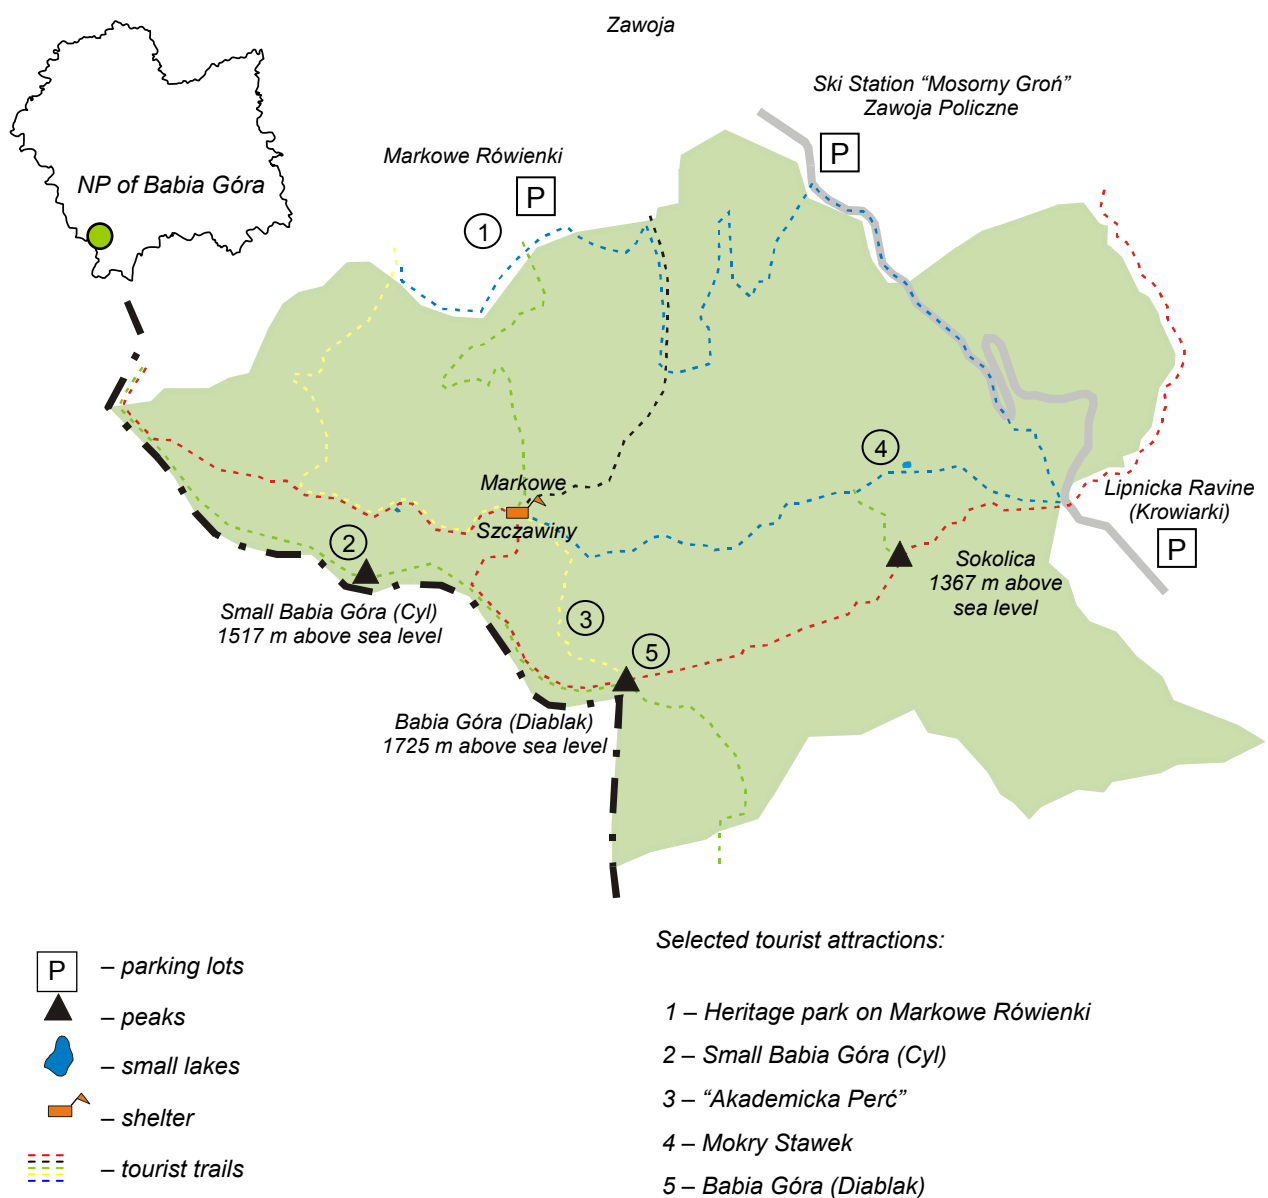 Zawoja
Ski Station “Mosorny Groń”
Zawoja Policzne
P
Markowe Rówienki
P
NP of Babia Góra
1
4
Markowe
Szczawiny
Lipnicka Ravine
(Krowiarki)
P
2
Sokolica
1367 m above
sea level
Small Babia Góra (Cyl)
1517 m above sea level
3
5
Babia Góra (Diablak)
1725 m above sea level
P – parking lots
– peaks
– small lakes
– shelter
– tourist trails
Selected tourist attractions:
1 – Heritage park on Markowe Rówienki
2 – Small Babia Góra (Cyl)
3 – “Akademicka Perć”
4 – Mokry Stawek
5 – Babia Góra (Diablak)